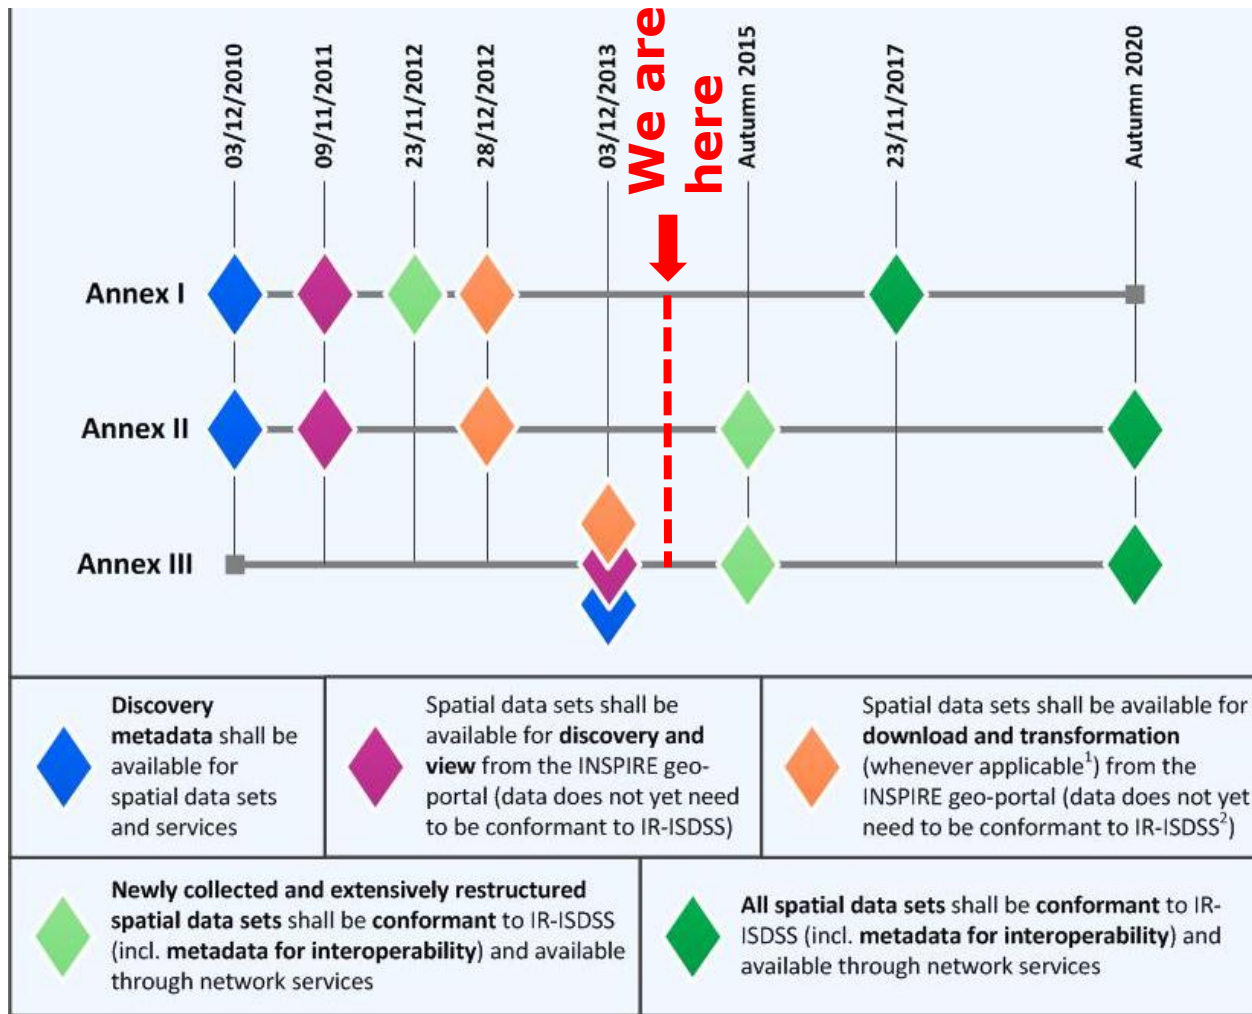 03/12/2010
09/11/2011
23/11/2012
28/12/2012
03/12/2013
We are
here
Autumn 2015
23/11/2017
Autumn 2020
Annex I
Annex II
Annex III
Discovery
metadata shall be
available for
spatial data sets
and services
Spatial data sets shall be
available for discovery and
view from the INSPIRE geo-
portal (data does not yet need
to be conformant to IR-ISDSS)
Spatial data sets shall be available for
download and transformation
(whenever applicable¹) from the
INSPIRE geo-portal (data does not yet
need to be conformant to IR-ISDSS²)
Newly collected and extensively restructured
spatial data sets shall be conformant to IR-ISDSS
(incl. metadata for interoperability) and available
through network services
All spatial data sets shall be conformant to IR-
ISDSS (incl. metadata for interoperability) and
available through network services